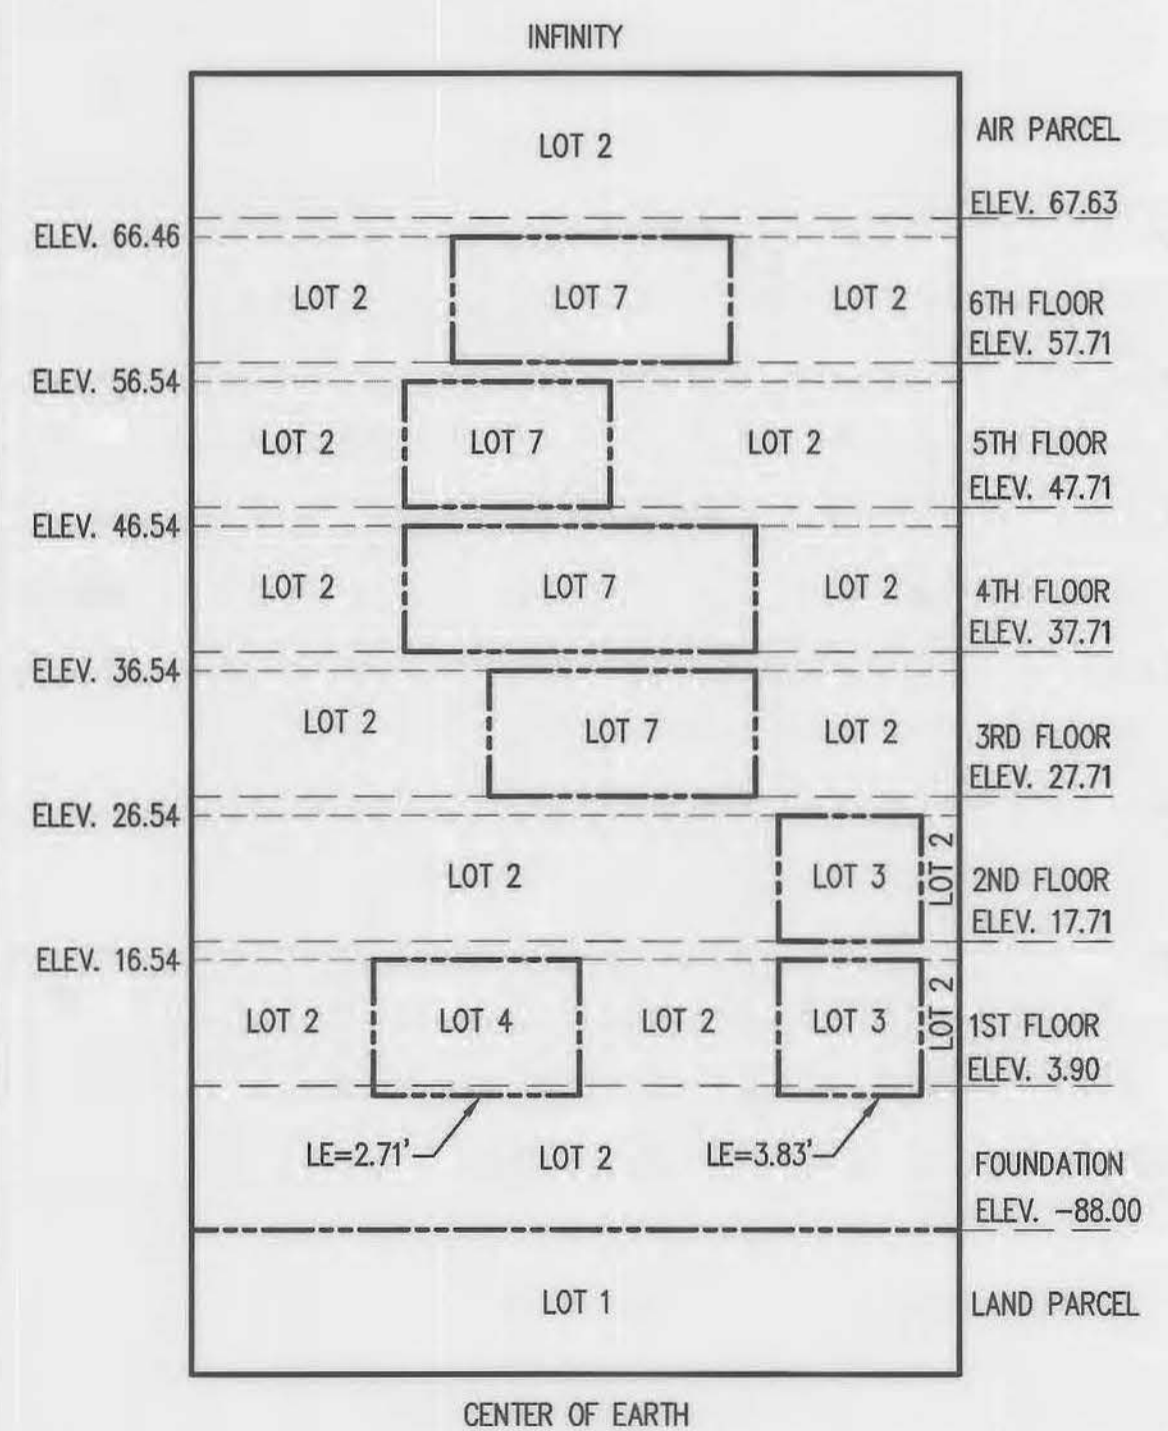 INFINITY
LOT 2
AIR PARCEL
ELEV. 67.63
ELEV. 66.46
LOT 2
LOT 7
LOT 2
6TH FLOOR
ELEV. 57.71
ELEV. 56.54
LOT 2
LOT 7
LOT 2
5TH FLOOR
ELEV. 47.71
ELEV. 46.54
LOT 2
LOT 7
LOT 2
4TH FLOOR
ELEV. 37.71
ELEV. 36.54
LOT 2
LOT 7
LOT 2
3RD FLOOR
ELEV. 27.71
ELEV. 26.54
LOT 2
LOT 3
LOT 2
2ND FLOOR
ELEV. 17.71
ELEV. 16.54
LOT 2
LOT 4
LOT 2
LOT 3
LOT 2
1ST FLOOR
ELEV. 3.90
LE=2.71'
LOT 2
LE=3.83'
FOUNDATION
ELEV. -88.00
LOT 1
LAND PARCEL
CENTER OF EARTH